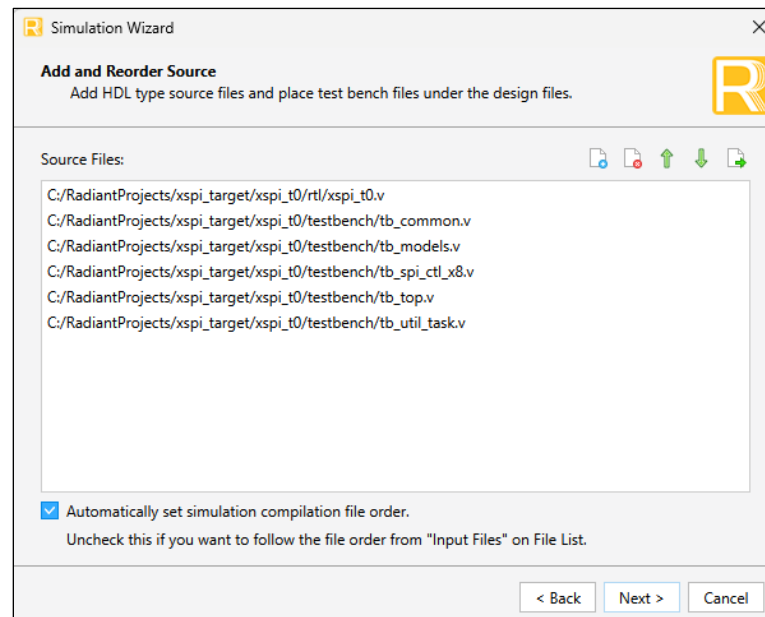 Simulation Wizard
Add and Reorder Source
Add HDL type source files and place test bench files under the design files.
Source Files:
C:/RadiantProjects/xspi_target/xspi_t0/rtl/xspi_t0.v
C:/RadiantProjects/xspi_target/xspi_t0/testbench/tb_common.v
C:/RadiantProjects/xspi_target/xspi_t0/testbench/tb_models.v
C:/RadiantProjects/xspi_target/xspi_t0/testbench/tb_spi_ctl_x8.v
C:/RadiantProjects/xspi_target/xspi_t0/testbench/tb_top.v
C:/RadiantProjects/xspi_target/xspi_t0/testbench/tb_util_task.v
Automatically set simulation compilation file order.
Uncheck this if you want to follow the file order from "Input Files" on File List.
< Back Next > Cancel